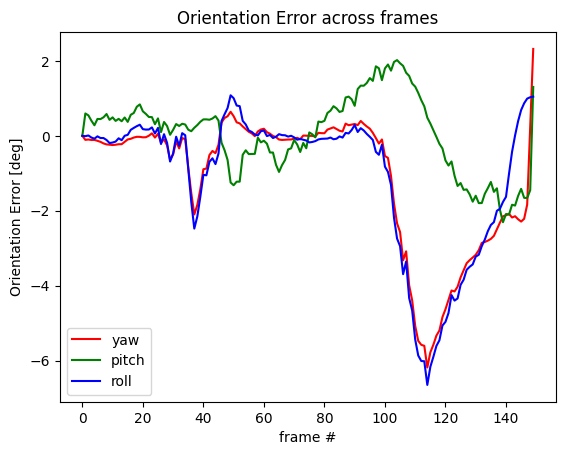 Orientation Error across frames
Orientation Error [deg]
2
0
−2
−4
−6
yaw
pitch
roll
0
20
40
60
80
100
120
140
frame #